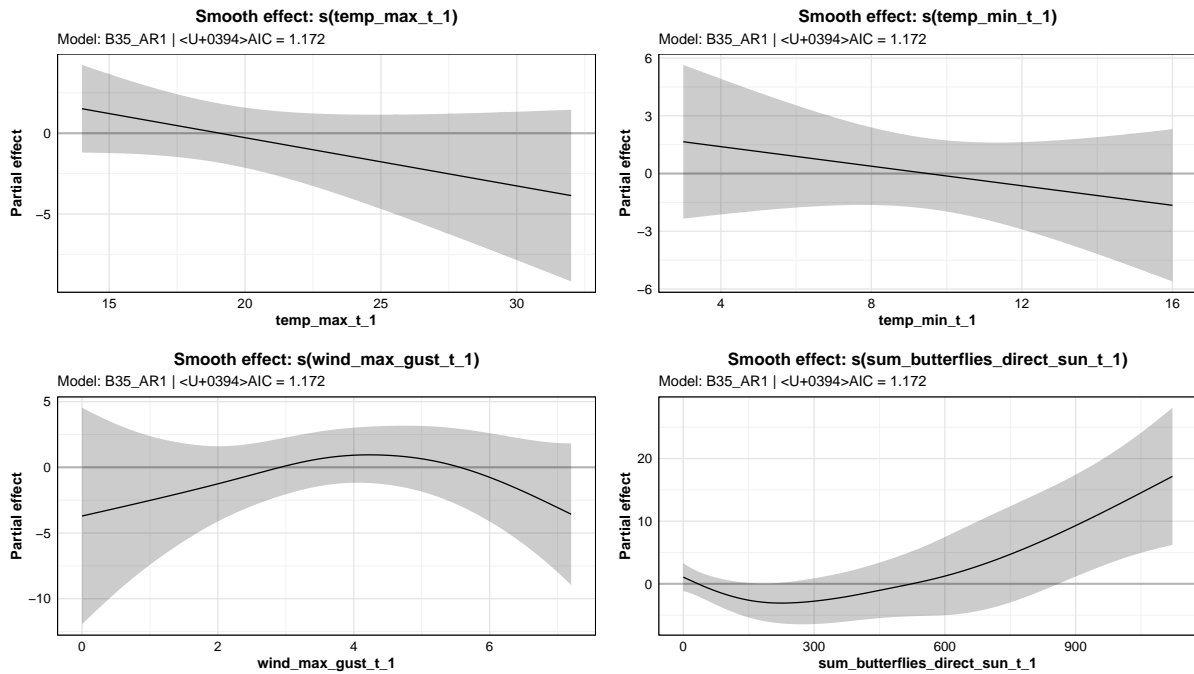 Smooth effect: s(temp_max_t_1)
Model: B35_AR1 | <U+0394>AIC = 1.172
Partial effect
0
−5
15 20 25 30
temp_max_t_1
Smooth effect: s(temp_min_t_1)
Model: B35_AR1 | <U+0394>AIC = 1.172
Partial effect
6
3
0
−3
−6
4 8 12 16
temp_min_t_1
Smooth effect: s(wind_max_gust_t_1)
Model: B35_AR1 | <U+0394>AIC = 1.172
Partial effect
5
0
−5
−10
0 2 4 6
wind_max_gust_t_1
Smooth effect: s(sum_butterflies_direct_sun_t_1)
Model: B35_AR1 | <U+0394>AIC = 1.172
Partial effect
20
10
0
0 300 600 900
sum_butterflies_direct_sun_t_1